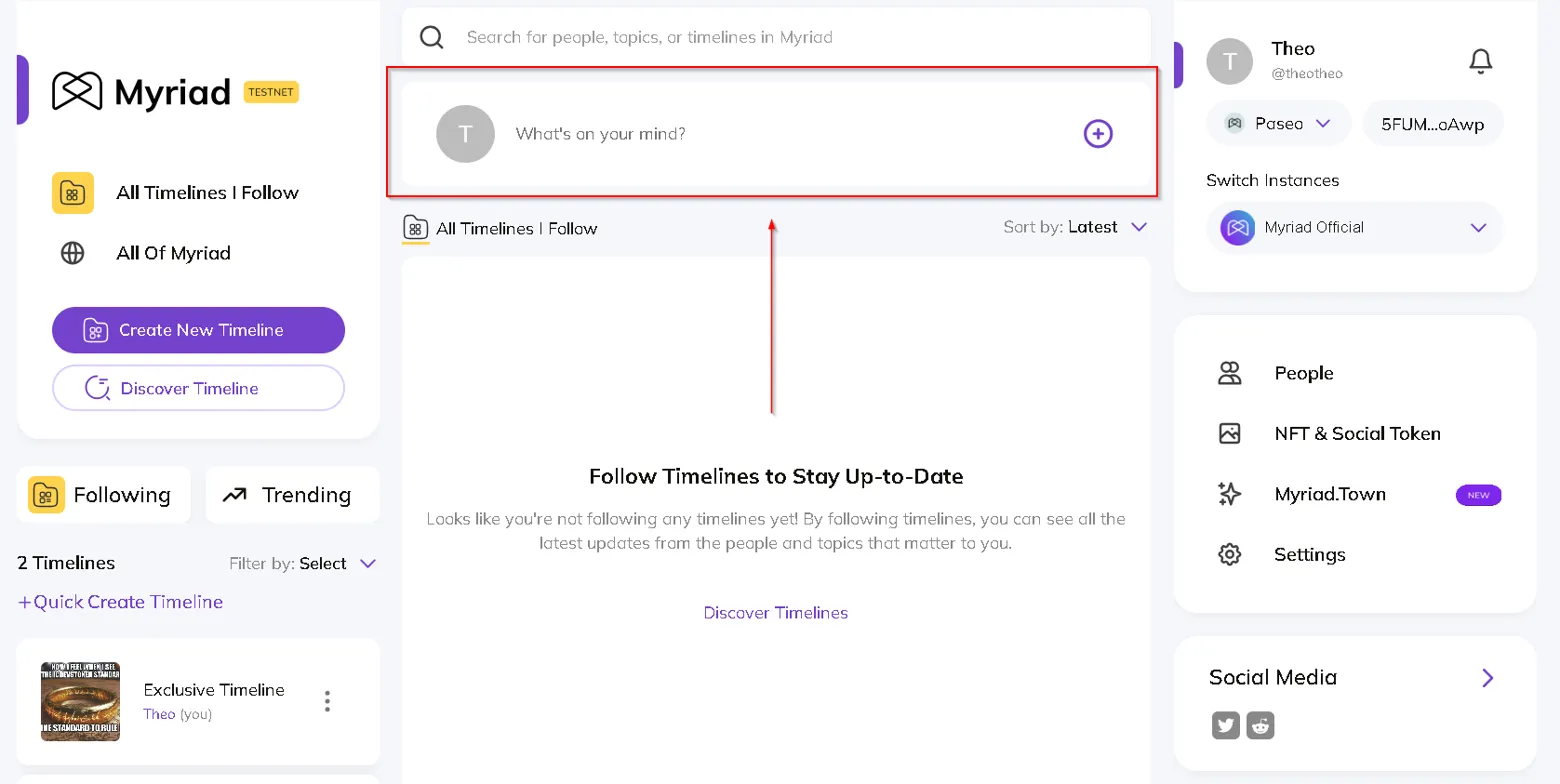 Myriad TESTNET
All Timelines I Follow
All Of Myriad
Create New Timeline
Discover Timeline
Following
Trending
2 Timelines
Filter by: Select
+Quick Create Timeline
HOW I FEEL WHEN I SEE
Exclusive Timeline
Theo (you)
Search for people, topics, or timelines in Myriad
T
What's on your mind?
All Timelines I Follow
Sort by: Latest
Follow Timelines to Stay Up-to-Date
Looks like you're not following any timelines yet! By following timelines, you can see all the
latest updates from the people and topics that matter to you.
Discover Timelines
T
Theo
@theotheo
Paseo
5FUM...oAwp
Switch Instances
Myriad Official
People
NFT & Social Token
Myriad.Town
NEW
Settings
Social Media